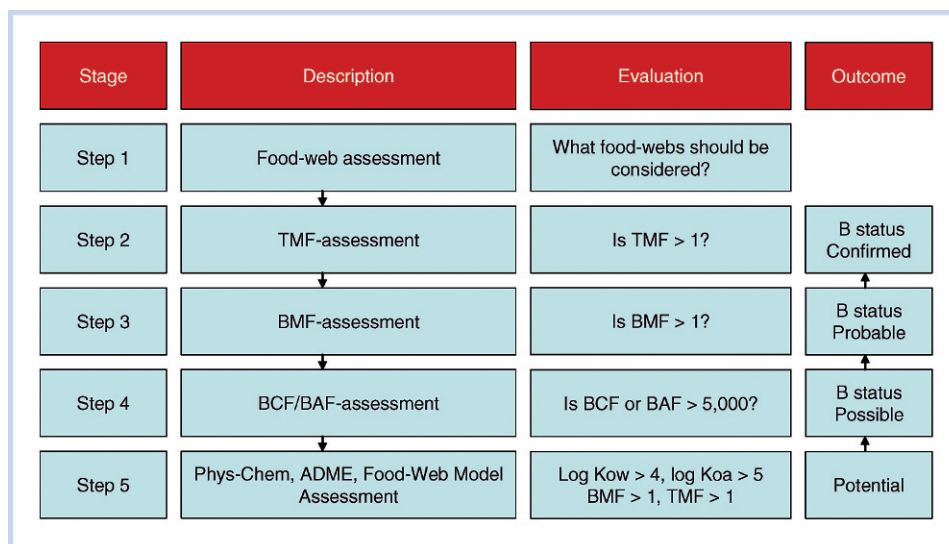 Stage
Description
Evaluation
Outcome
Step 1
Food-web assessment
What food-webs should be
considered?
Step 2
TMF-assessment
Is TMF > 1?
B status
Confirmed
Step 3
BMF-assessment
Is BMF > 1?
B status
Probable
Step 4
BCF/BAF-assessment
Is BCF or BAF > 5,000?
B status
Possible
Step 5
Phys-Chem, ADME, Food-Web Model
Assessment
Log Kow > 4, log Koa > 5
BMF > 1, TMF > 1
Potential